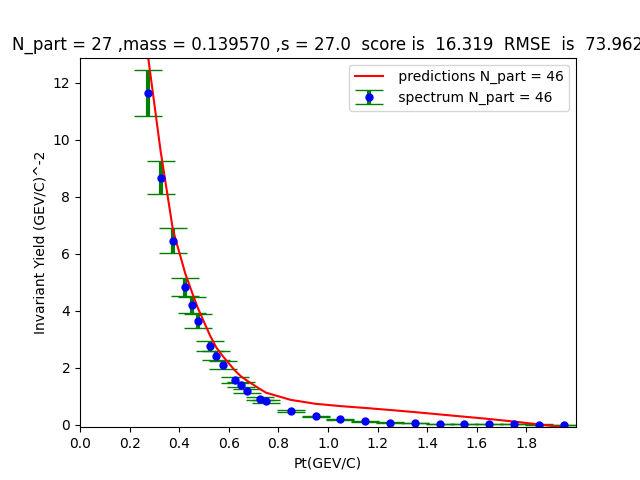 N_part = 27 ,mass = 0.139570 ,s = 27.0  score is  16.319  RMSE  is  73.962
predictions N_part = 46
spectrum N_part = 46
Invariant Yield (GEV/C)^-2
12
10
8
6
4
2
0
0.0 0.2 0.4 0.6 0.8 1.0 1.2 1.4 1.6 1.8
Pt(GEV/C)